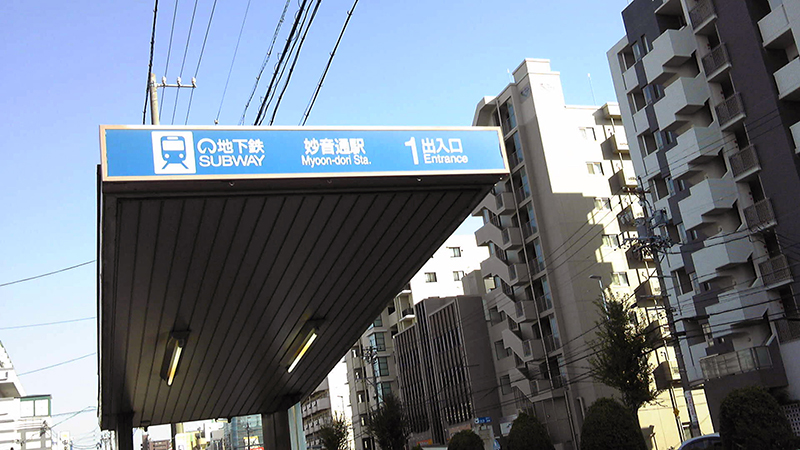 地下鉄
SUBWAY
妙音通駅
Myoon-dori Sta.
1 出入口
Entrance